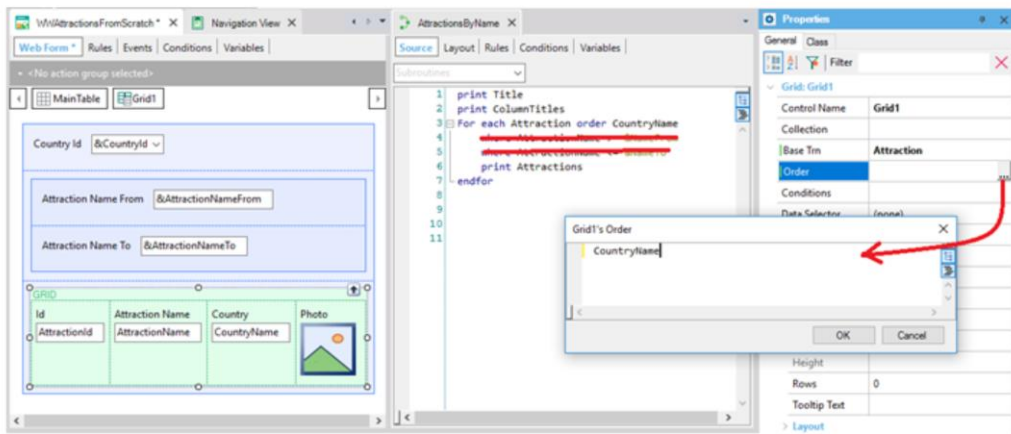 WWAttractionsFromScratch * X
Navigation View X
AttractionsByName X
Properties
Web Form * Rules Events Conditions Variables
Source Layout Rules Conditions Variables
General Class
<No action group selected>
Subroutines
Filter
MainTable Grid1
Grid: Grid1
Control Name Grid1
Collection
Base Trn Attraction
Order
Conditions
Data Selector (none)
Country Id &CountryId
Attraction Name From &AttractionNameFrom
Attraction Name To &AttractionNameTo
GRID
Id Attraction Name Country Photo
AttractionId AttractionName CountryName
1 print Title
2 print ColumnTitles
3 For each Attraction order CountryName
4
5
6 print Attractions
7 endfor
8
9
10
11
Grid1's Order X
CountryName
OK Cancel
Height
Rows 0
Tooltip Text
Layout